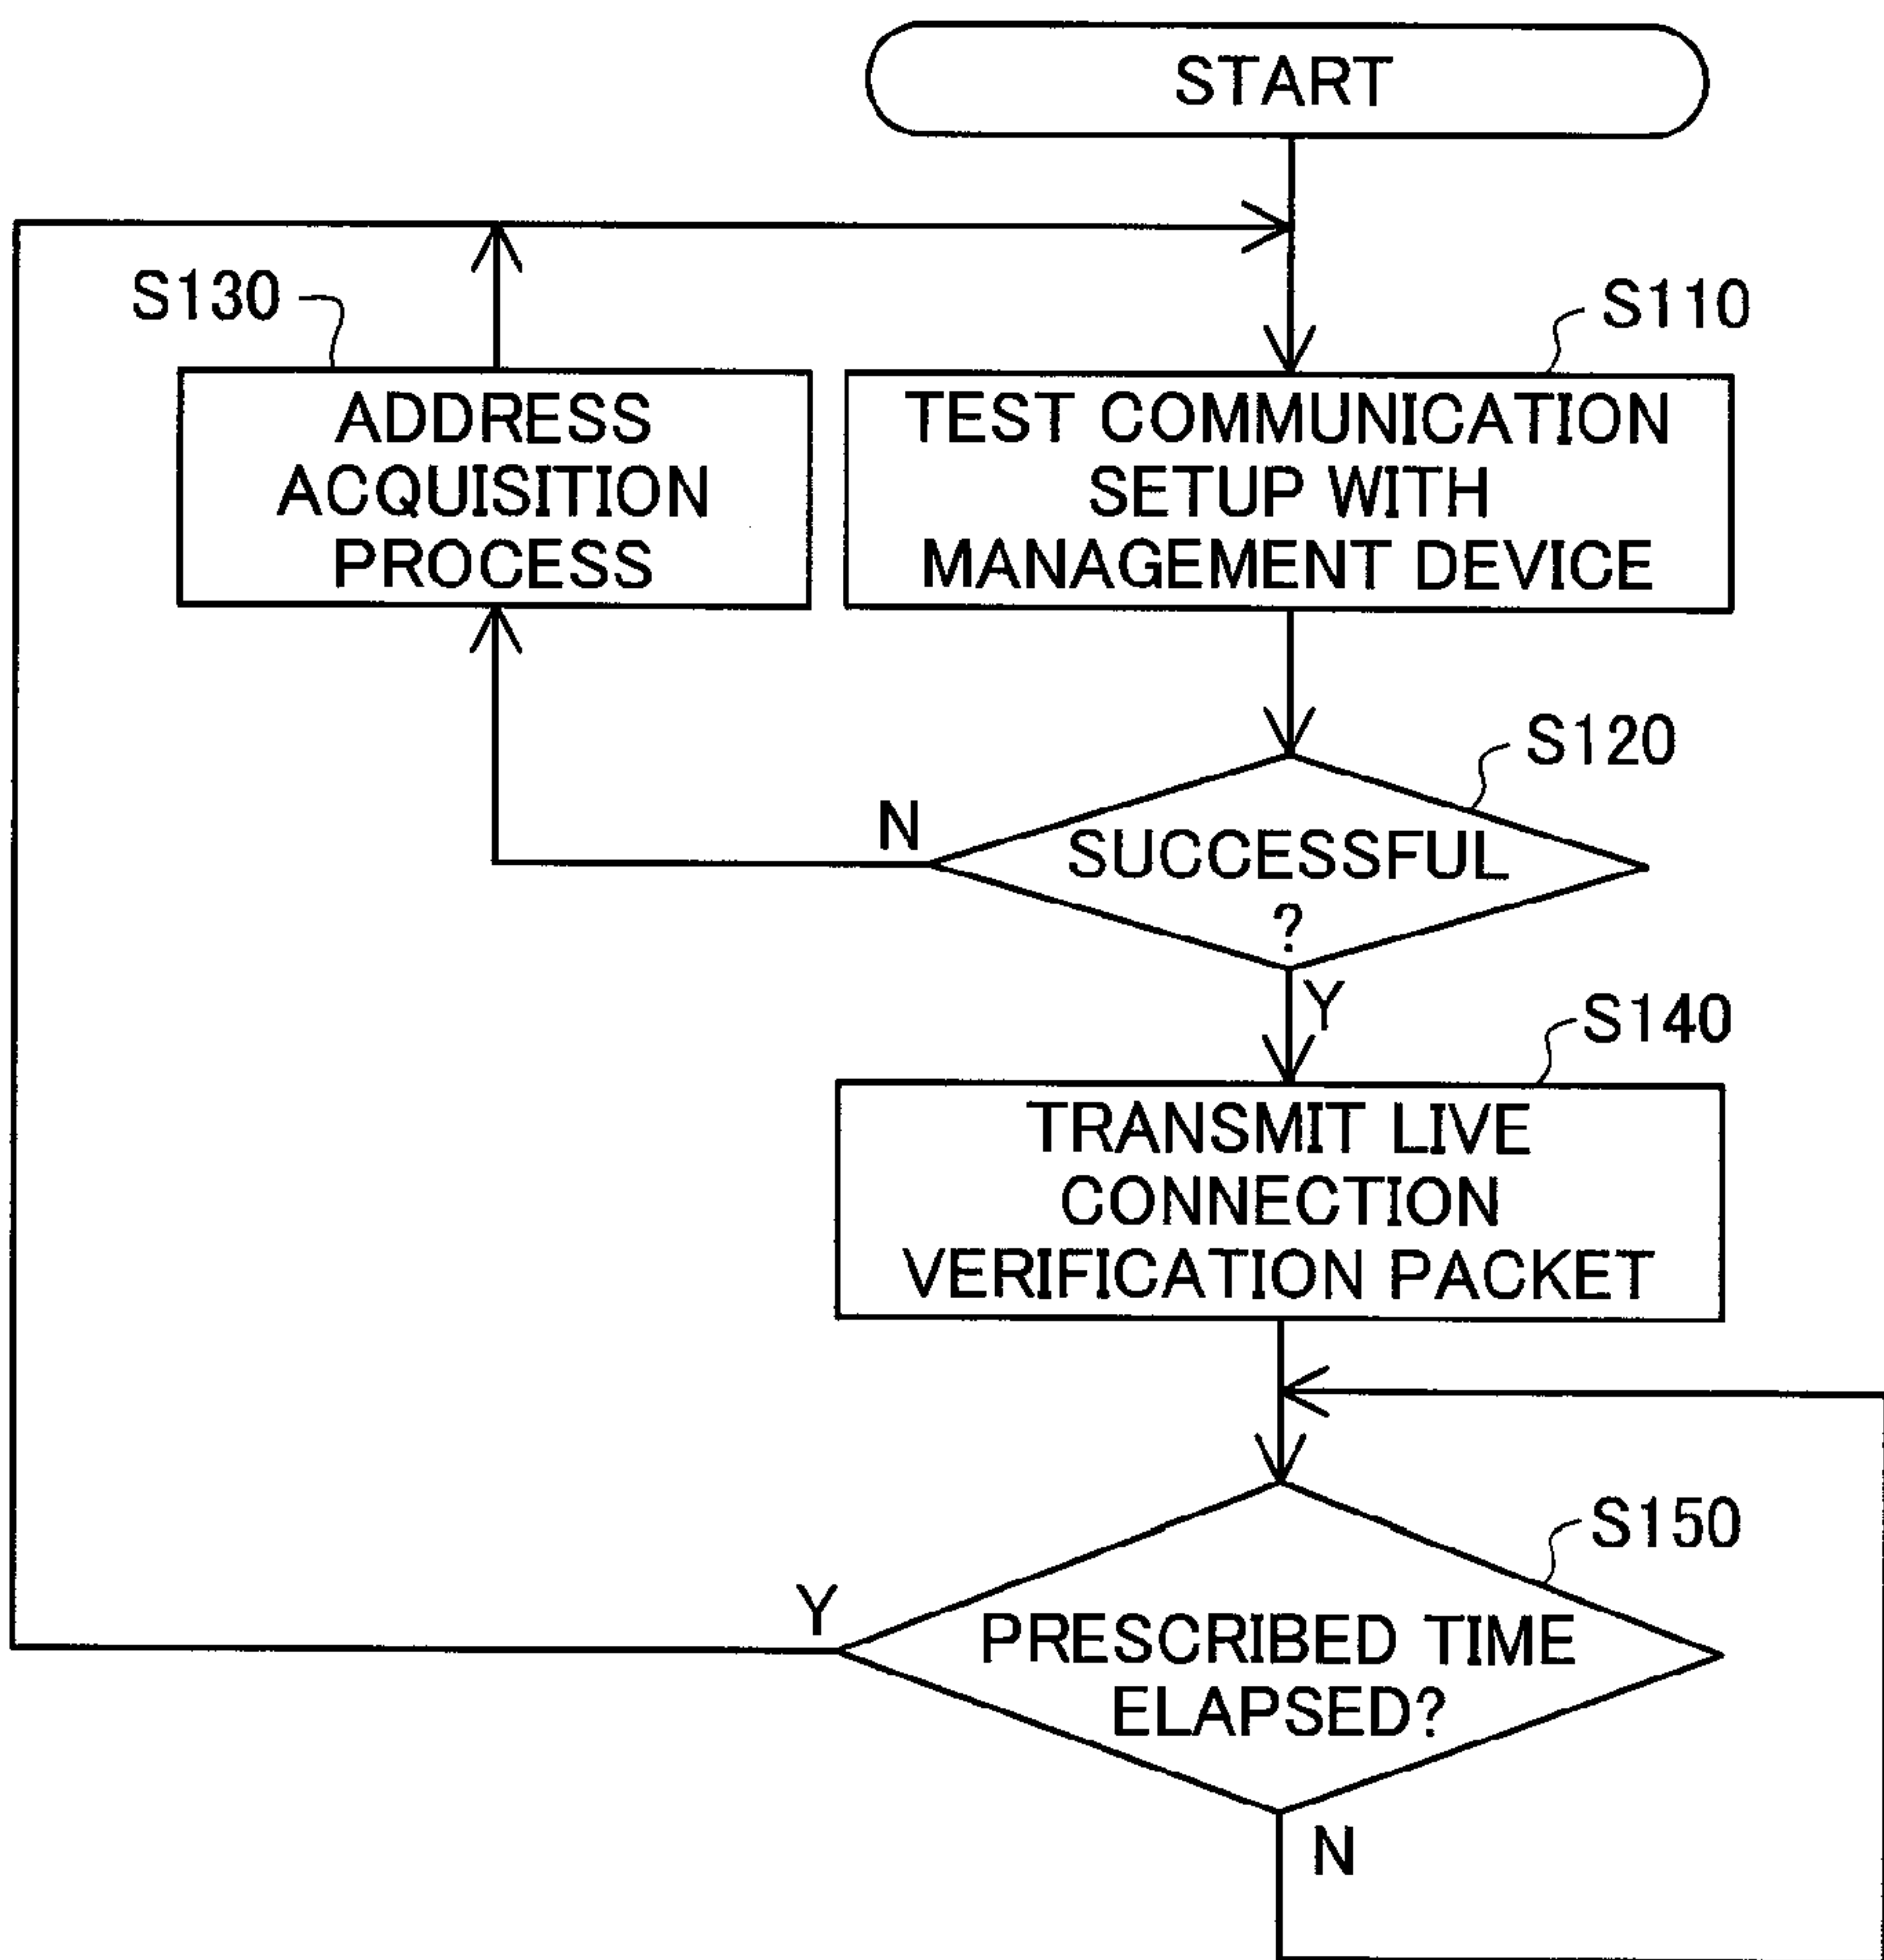 START
S130
S110
ADDRESS
ACQUISITION
PROCESS
TEST COMMUNICATION
SETUP WITH
MANAGEMENT DEVICE
S120
N
SUCCESSFUL
?
Y
S140
TRANSMIT LIVE
CONNECTION
VERIFICATION PACKET
S150
Y
PRESCRIBED TIME
ELAPSED?
N